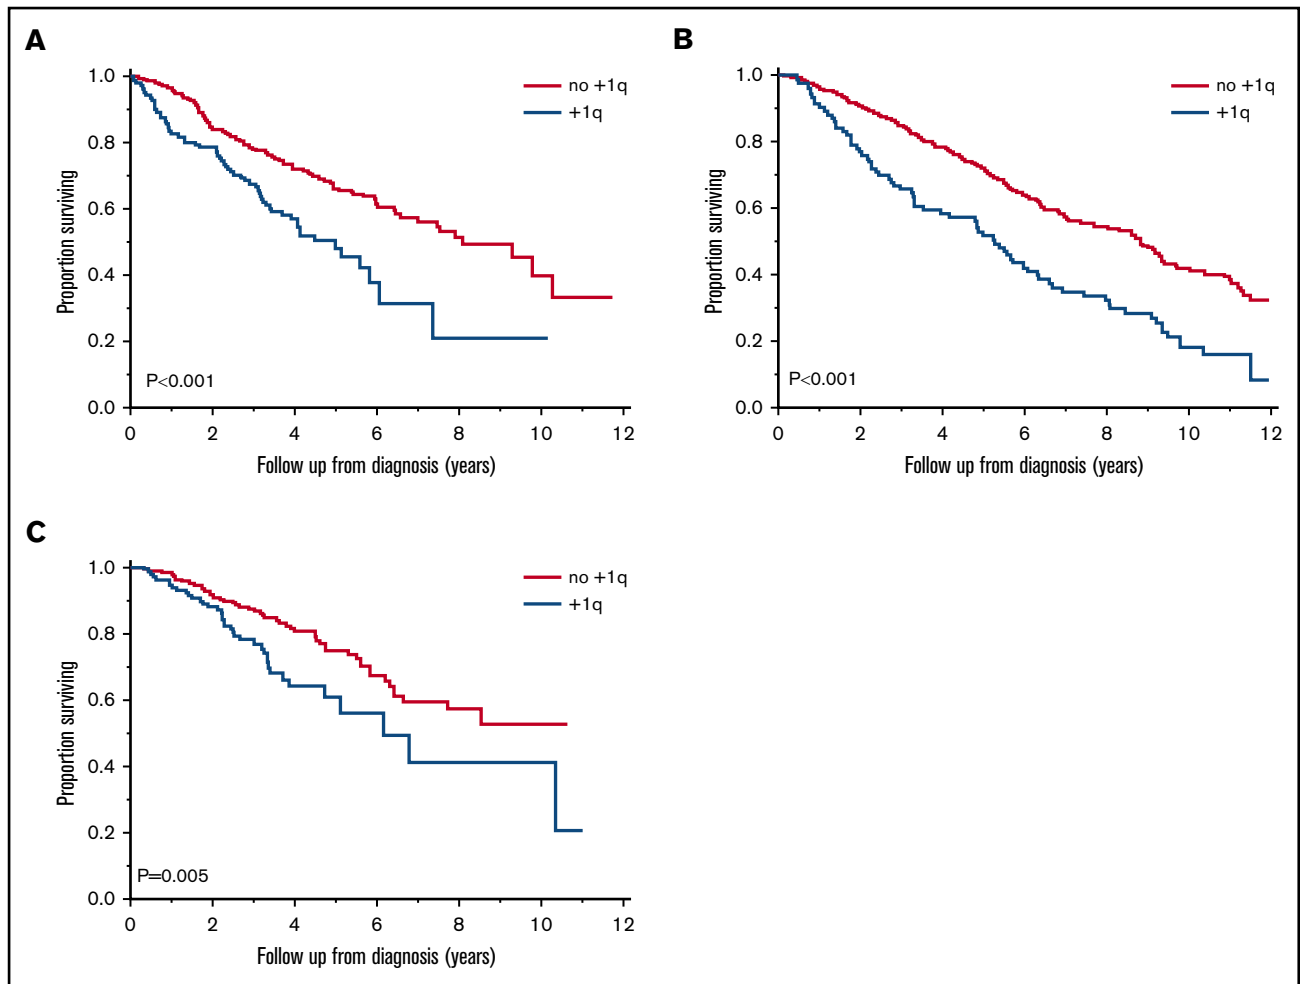 A
1.0
0.8
0.6
0.4
0.2
0.0
Proportion surviving
no +1q
+1q
P<0.001
0 2 4 6 8 10 12
Follow up from diagnosis (years)
B
1.0
0.8
0.6
0.4
0.2
0.0
Proportion surviving
no +1q
+1q
P<0.001
0 2 4 6 8 10 12
Follow up from diagnosis (years)
C
1.0
0.8
0.6
0.4
0.2
0.0
Proportion surviving
no +1q
+1q
P=0.005
0 2 4 6 8 10 12
Follow up from diagnosis (years)